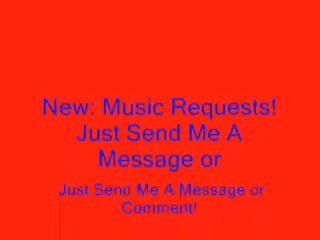 New: Music Requests!
Just Send Me A
Message or
Just Send Me A Message or
Comment!